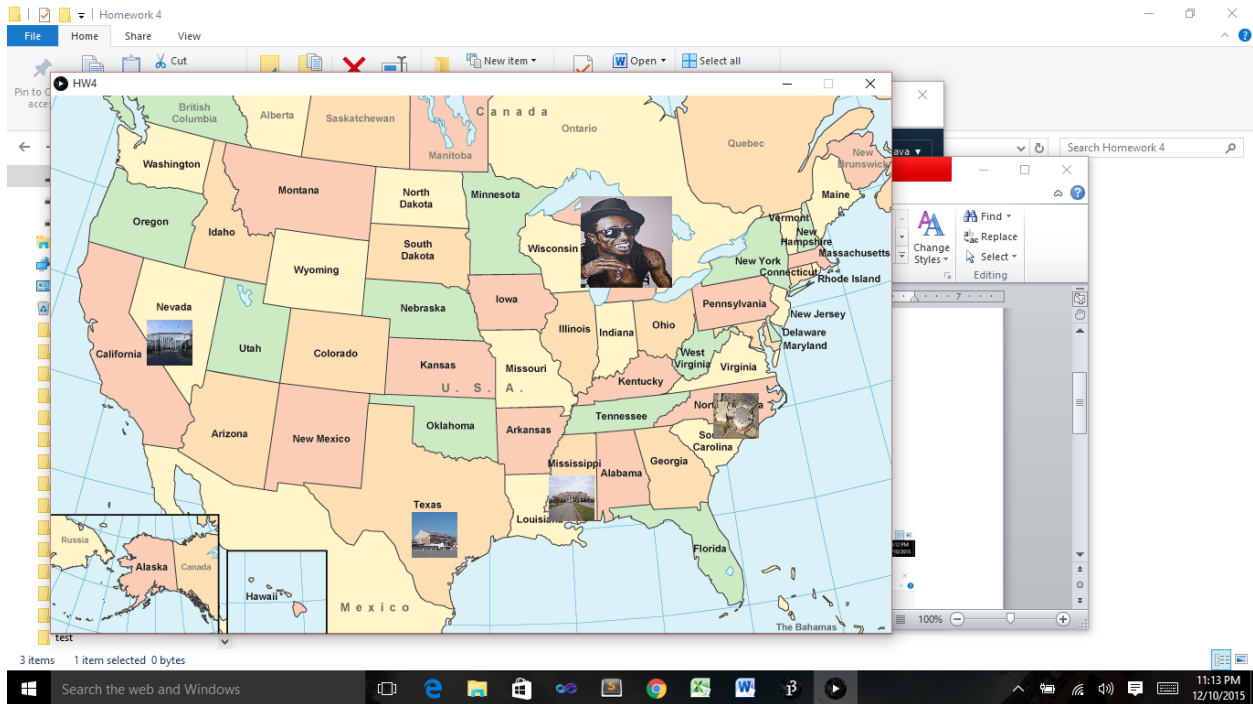 Homework 4
File
Home
Share
View
Cut
New item
Open
Select all
Pin to
acce
HW4
Search Homework 4
ava
Find
Replace
Select
Change
Styles
Editing
7
100%
British
Columbia
Alberta
Saskatchewan
Manitoba
Canada
Ontario
Quebec
New
Brunswick
Washington
Montana
North
Dakota
Minnesota
Maine
Oregon
Idaho
South
Dakota
Wisconsin
Vermont
New
Hampshire
Massachusetts
Wyoming
New York
Connecticut
Rhode Island
Nevada
Nebraska
Iowa
Pennsylvania
New Jersey
Illinois
Indiana
Ohio
Delaware
Maryland
California
Utah
Colorado
Kansas
Missouri
West
Virginia
Virginia
U.S.A.
Kentucky
Nor
a
Tennessee
Arizona
New Mexico
Oklahoma
Arkansas
So
Carolina
Mississippi
Alabama
Georgia
Texas
Louisia
Florida
Russia
Alaska
Canada
Hawaii
Mexico
The Bahamas
test
3 items
1 item selected 0 bytes
Search the web and Windows
11:13 PM
12/10/2015